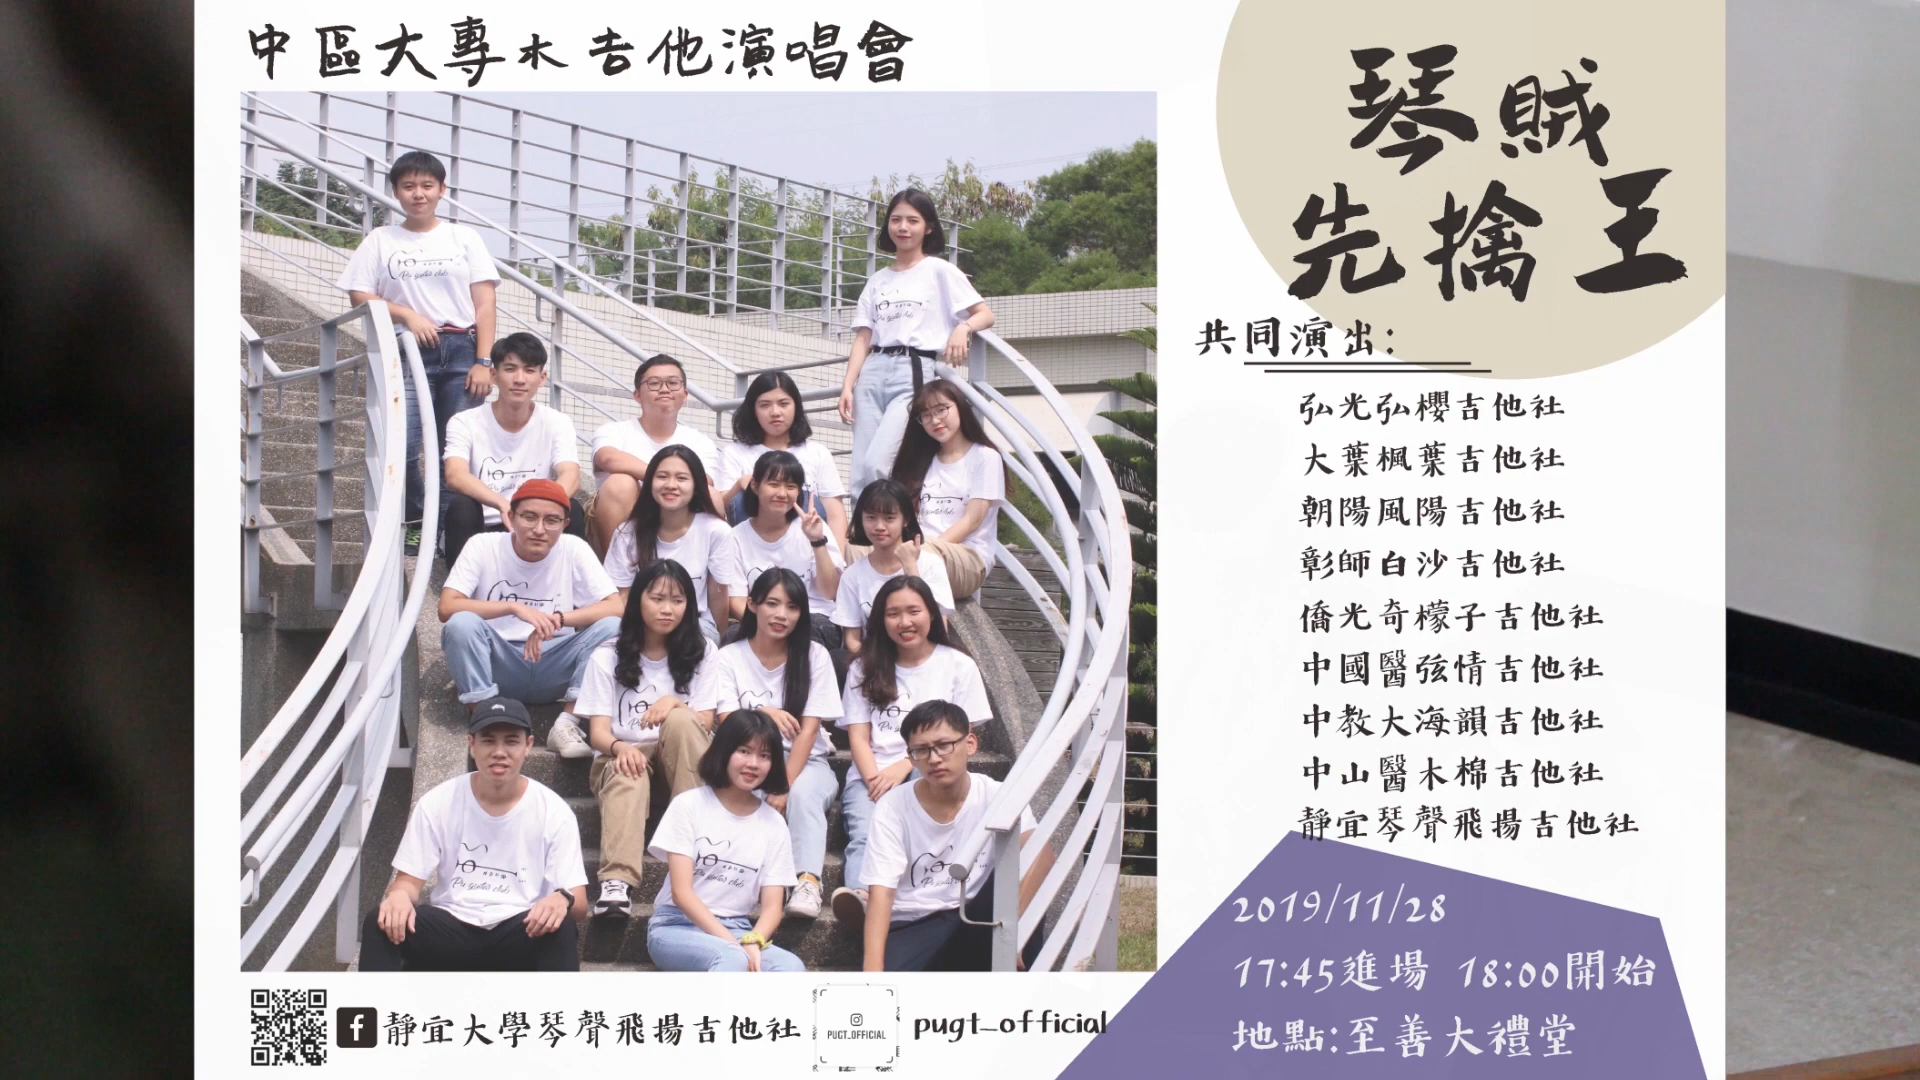 中區大專木吉他演唱會
琴賊
先擒王
共同演出:
弘光弘櫻吉他社
大葉楓葉吉他社
朝陽風陽吉他社
彰師白沙吉他社
僑光奇檬子吉他社
中國醫弦情吉他社
中教大海韻吉他社
中山醫木棉吉他社
靜宜琴聲飛揚吉他社
2019/11/28
17:45進場 18:00開始
地點:至善大禮堂
靜宜大學琴聲飛揚吉他社
PUGT_OFFICIAL
pugt_official
Pu guitar club